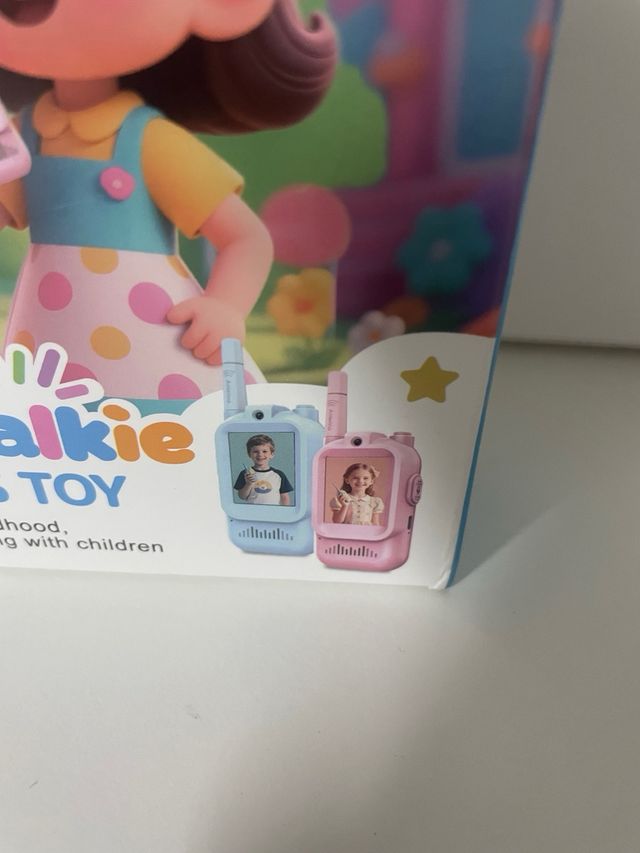 alkie
TOY
dhood,
ng with children